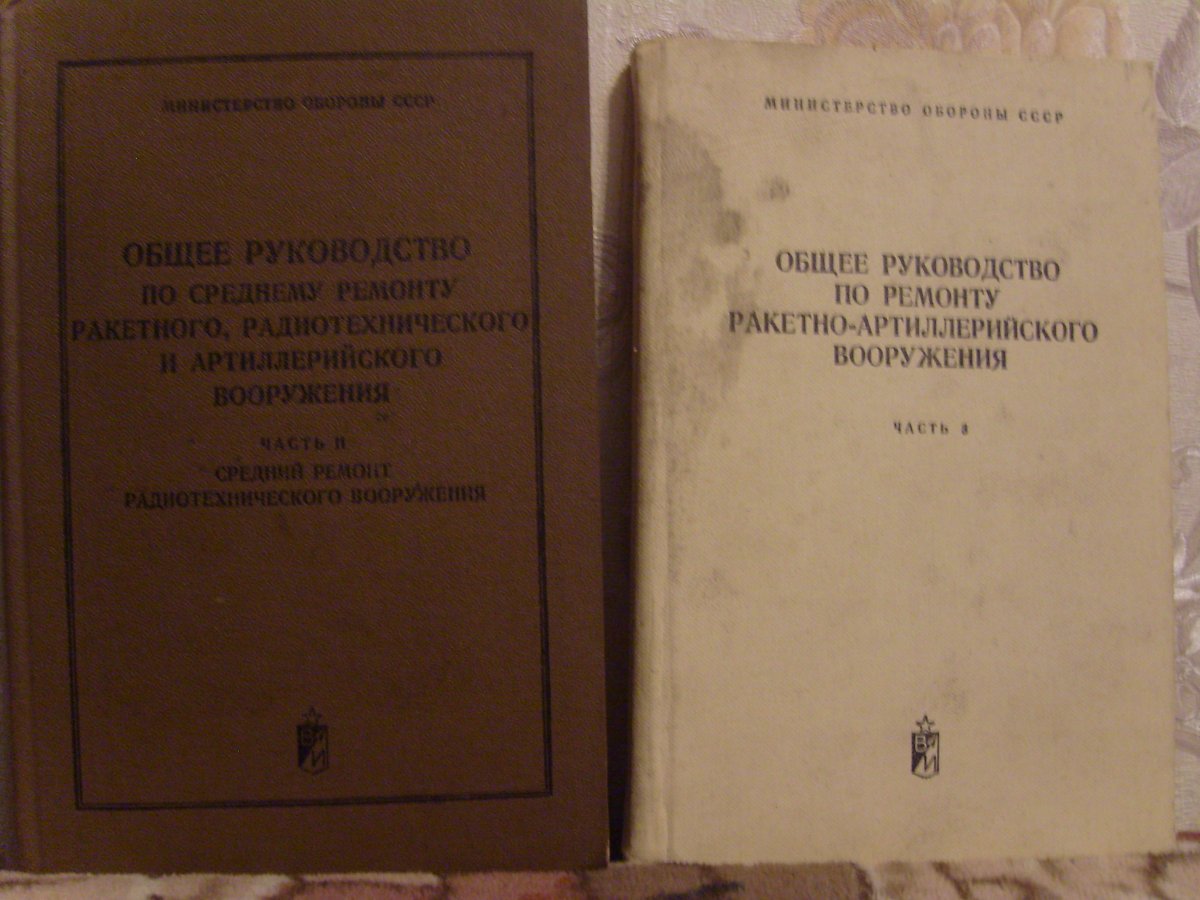 МИНИСТЕРСТВО ОБОРОНЫ СССР
ОБЩЕЕ РУКОВОДСТВО
ПО СРЕДНЕМУ РЕМОНТУ
РАКЕТНОГО, РАДИОТЕХНИЧЕСКОГО
И АРТИЛЛЕРИЙСКОГО
ВООРУЖЕНИЯ
ЧАСТЬ II
СРЕДНИЙ РЕМОНТ
РАДИОТЕХНИЧЕСКОГО ВООРУЖЕНИЯ
В И
М
МИНИСТЕРСТВО ОБОРОНЫ СССР
ОБЩЕЕ РУКОВОДСТВО
ПО РЕМОНТУ
РАКЕТНО-АРТИЛЛЕРИЙСКОГО
ВООРУЖЕНИЯ
ЧАСТЬ 3
В И
М